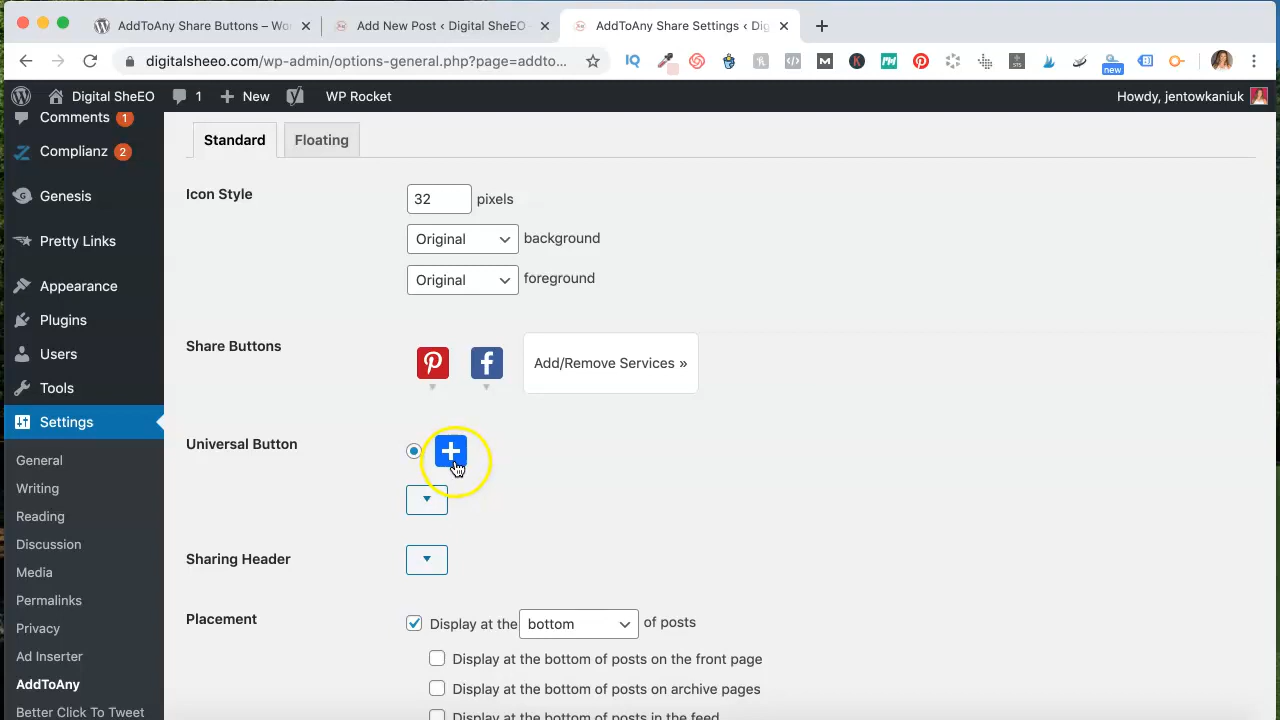 AddToAny Share Buttons – Wor
Add New Post ‹ Digital SheEO
AddToAny Share Settings ‹ Dig
digitalsheeo.com/wp-admin/options-general.php?page=addto...
IQ
M
K
STS
new
Digital SheEO
1
New
WP Rocket
Howdy, jentowkaniuk
Comments 1
Complianz 2
Genesis
Pretty Links
Appearance
Plugins
Users
Tools
Settings
General
Writing
Reading
Discussion
Media
Permalinks
Privacy
Ad Inserter
AddToAny
Better Click To Tweet
Standard
Floating
Icon Style
32 pixels
Original background
Original foreground
Share Buttons
Add/Remove Services »
Universal Button
Sharing Header
Placement
Display at the bottom of posts
Display at the bottom of posts on the front page
Display at the bottom of posts on archive pages
Display at the bottom of posts in the feed